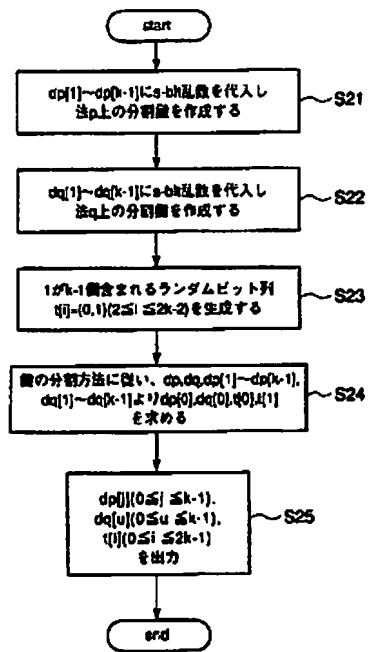 start
dp[1]~dp[k-1]にs-bit乱数を代入し
法p上の分割鍵を作成する
S21
dq[1]~dq[k-1]にs-bit乱数を代入し
法q上の分割鍵を作成する
S22
1がk-1個含まれるランダムビット列
t[i]={0,1}(2≦i≦2k-2)を生成する
S23
鍵の分割方法に従い、dp,dq,dp[1]~dp[k-1],
dq[1]~dq[k-1]よりdp[0],dq[0],t[0],t[1]
を求める
S24
dp[j](0≦j≦k-1),
dq[u](0≦u≦k-1),
t[i](0≦i≦2k-1)
を出力
S25
end